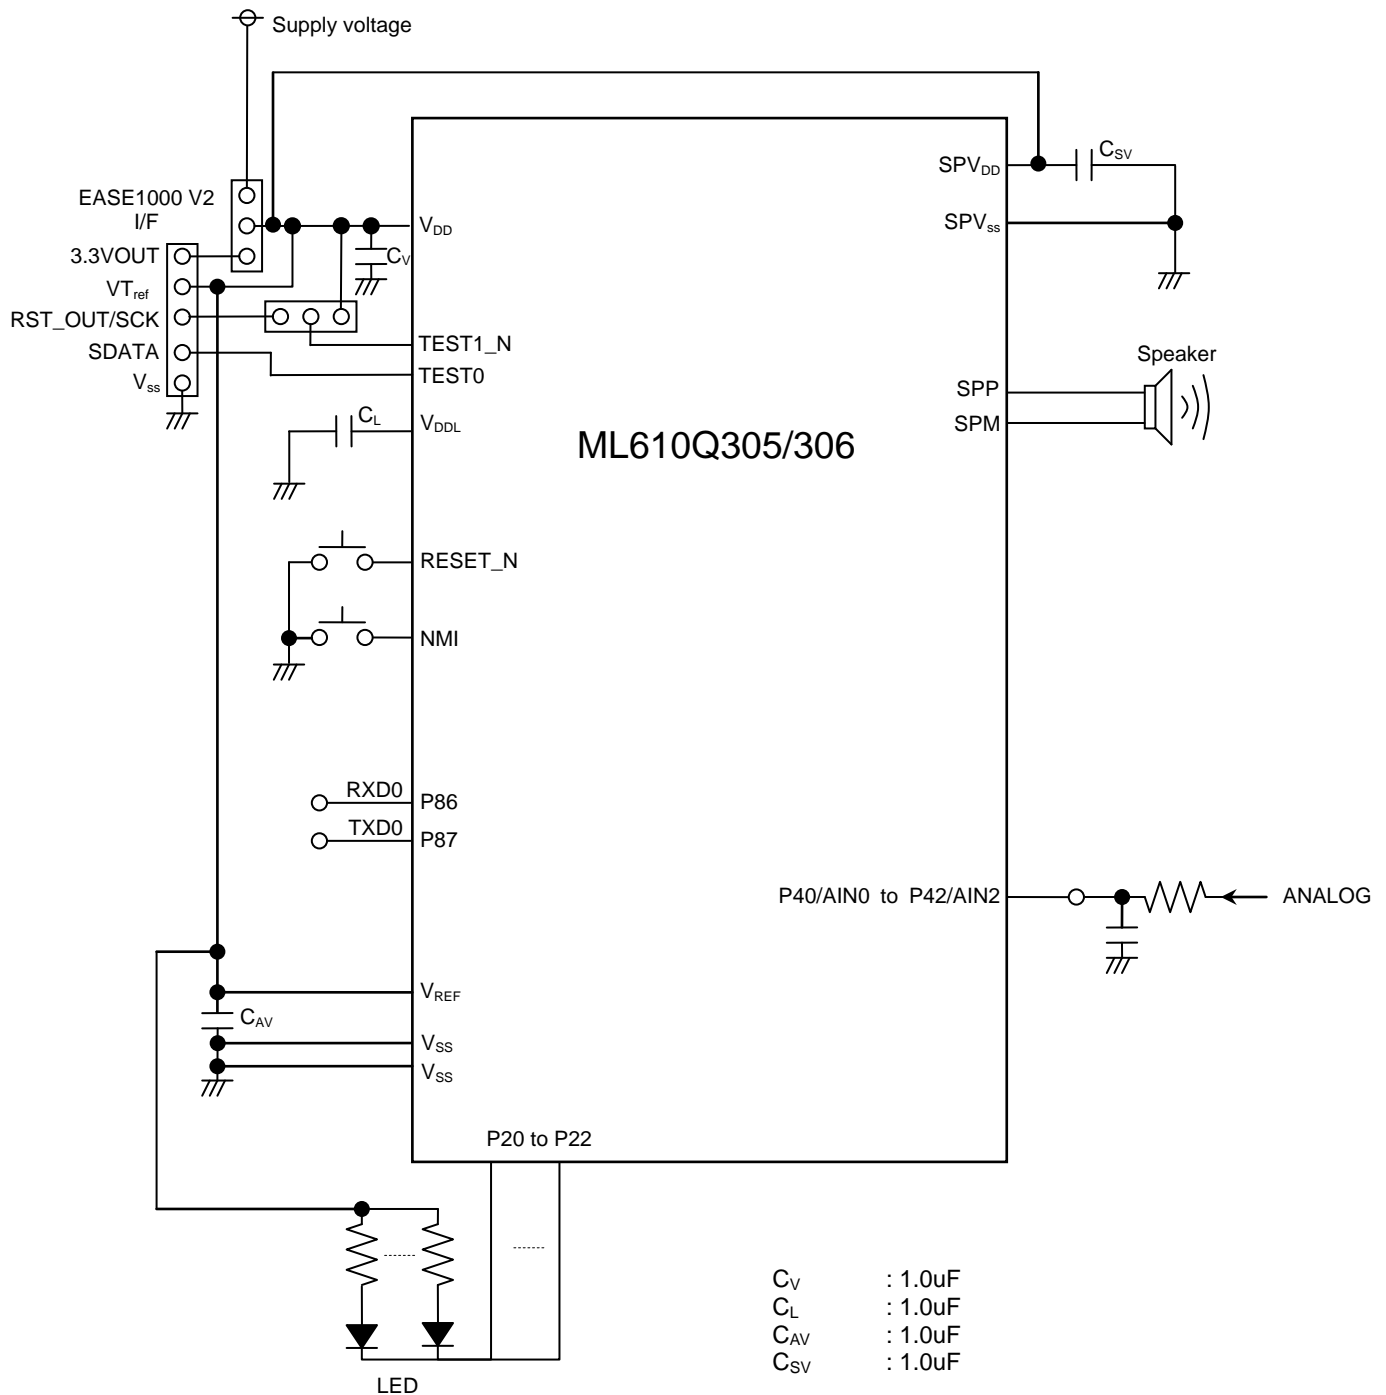 Supply voltage
EASE1000 V2
I/F
3.3VOUT
VTref
RST_OUT/SCK
SDATA
Vss
VDD
CV
TEST1_N
TEST0
CL
VDDL
RESET_N
NMI
RXD0
P86
TXD0
P87
VREF
CAV
VSS
VSS
P20 to P22
LED
ML610Q305/306
SPVDD
CSV
SPVss
Speaker
SPP
SPM
P40/AIN0 to P42/AIN2
ANALOG
CV : 1.0uF
CL : 1.0uF
CAV : 1.0uF
CSV : 1.0uF